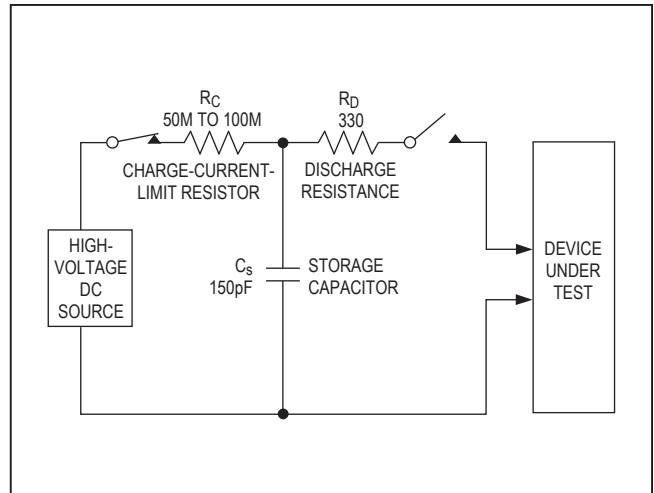 RC
50M TO 100M
CHARGE-CURRENT-
LIMIT RESISTOR
RD
330
DISCHARGE
RESISTANCE
HIGH-
VOLTAGE
DC
SOURCE
Cs
150pF
STORAGE
CAPACITOR
DEVICE
UNDER
TEST